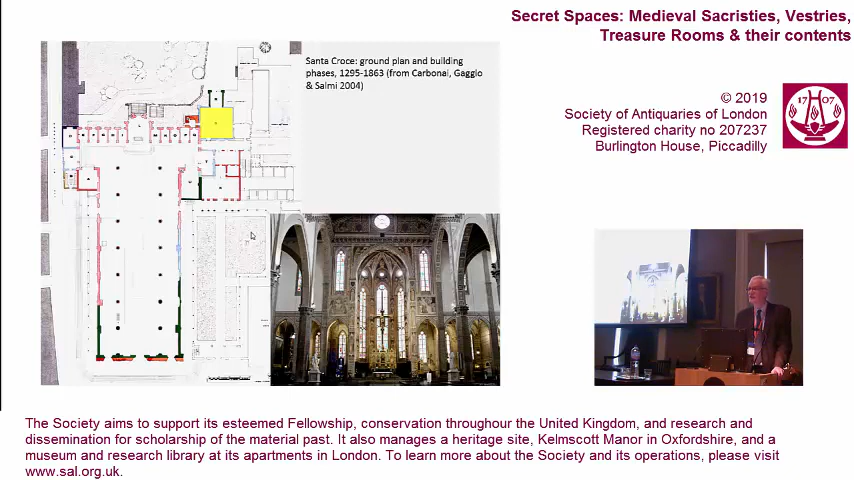 Secret Spaces: Medieval Sacristies, Vestries,
Treasure Rooms & their contents
Santa Croce: ground plan and building
phases, 1295-1863 (from Carbonai, Gaggio
& Salmi 2004)
© 2019
Society of Antiquaries of London
Registered charity no 207237
Burlington House, Piccadilly
17 07
The Society aims to support its esteemed Fellowship, conservation throughour the United Kingdom, and research and
dissemination for scholarship of the material past. It also manages a heritage site, Kelmscott Manor in Oxfordshire, and a
museum and research library at its apartments in London. To learn more about the Society and its operations, please visit
www.sal.org.uk.